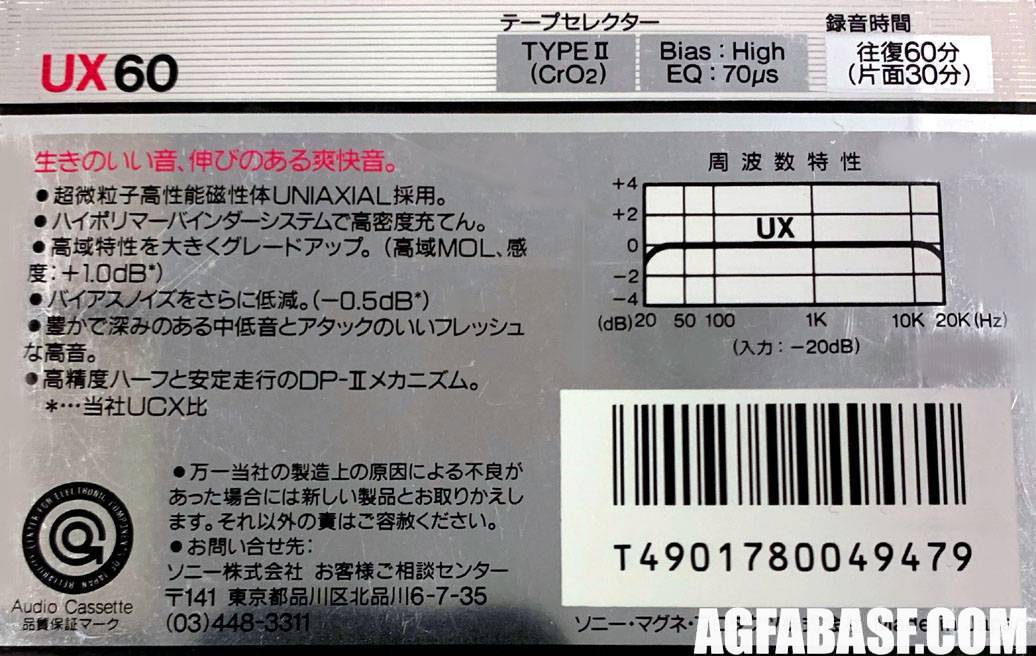 UX60
テープセレクター
TYPE II
(CrO2)
Bias : High
EQ : 70μs
録音時間
往復60分
(片面30分)
生きのいい音、伸びのある爽快音。
●超微粒子高性能磁性体UNIAXIAL採用。
●ハイポリマーバインダーシステムで高密度充てん。
●高域特性を大きくグレードアップ。(高域MOL、感
度:+1.0dB*)
●バイアスノイズをさらに低減。(−0.5dB*)
●豊かで深みのある中低音とアタックのいいフレッシュ
な高音。
●高精度ハーフと安定走行のDP-IIメカニズム。
*…当社UCX比
周波数特性
+4
+2
0
−2
−4
UX
(dB) 20 50 100 1K 10K 20K (Hz)
(入力:−20dB)
●万一当社の製造上の原因による不良が
あった場合には新しい製品とお取りかえし
ます。それ以外の責はご容赦ください。
●お問い合せ先:
ソニー株式会社 お客様ご相談センター
〒141 東京都品川区北品川6-7-35
(03)448-3311
RELIABILITY CENTER FOR ELECTRONIC COMPONENTS OF JAPAN
Audio Cassette
品質保証マーク
T4901780049479
ソニー・マグネ・
AGFABASF.COM